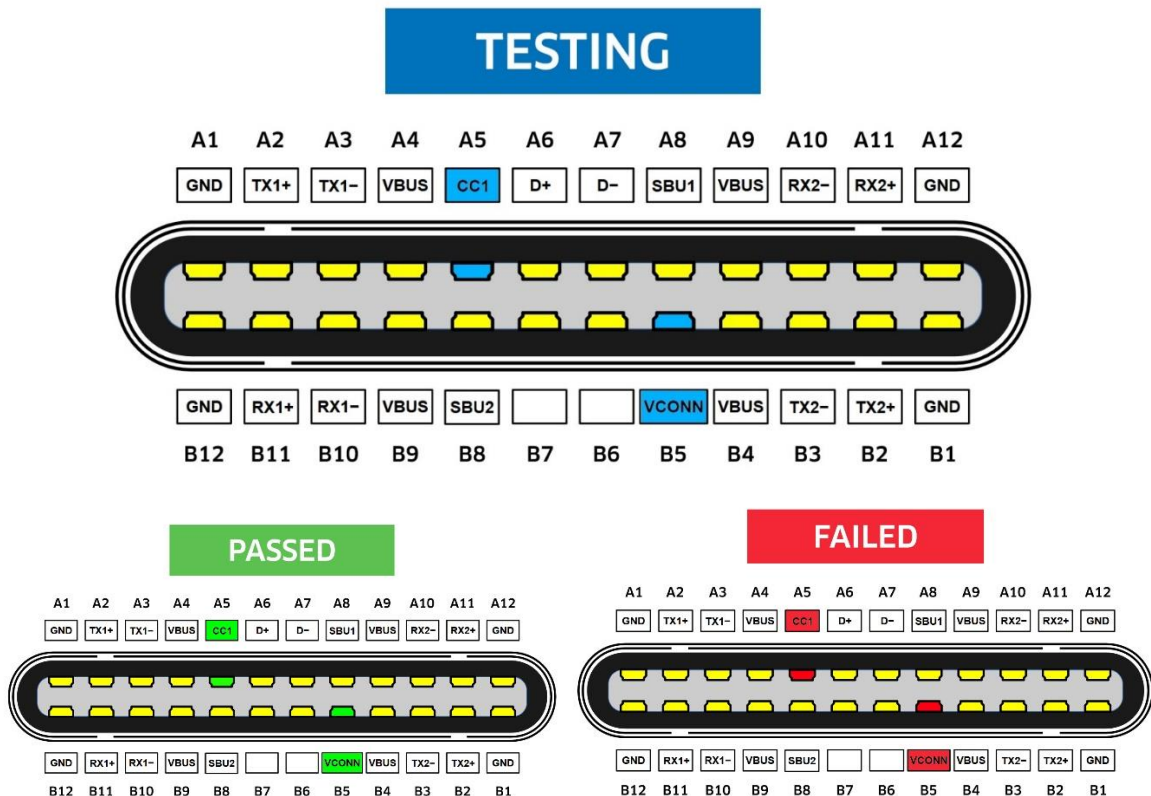 TESTING
A1 A2 A3 A4 A5 A6 A7 A8 A9 A10 A11 A12
GND TX1+ TX1− VBUS CC1 D+ D− SBU1 VBUS RX2− RX2+ GND
GND RX1+ RX1− VBUS SBU2 VCONN VBUS TX2− TX2+ GND
B12 B11 B10 B9 B8 B7 B6 B5 B4 B3 B2 B1
PASSED
A1 A2 A3 A4 A5 A6 A7 A8 A9 A10 A11 A12
GND TX1+ TX1− VBUS CC1 D+ D− SBU1 VBUS RX2− RX2+ GND
GND RX1+ RX1− VBUS SBU2 VCONN VBUS TX2− TX2+ GND
B12 B11 B10 B9 B8 B7 B6 B5 B4 B3 B2 B1
FAILED
A1 A2 A3 A4 A5 A6 A7 A8 A9 A10 A11 A12
GND TX1+ TX1− VBUS CC1 D+ D− SBU1 VBUS RX2− RX2+ GND
GND RX1+ RX1− VBUS SBU2 VCONN VBUS TX2− TX2+ GND
B12 B11 B10 B9 B8 B7 B6 B5 B4 B3 B2 B1